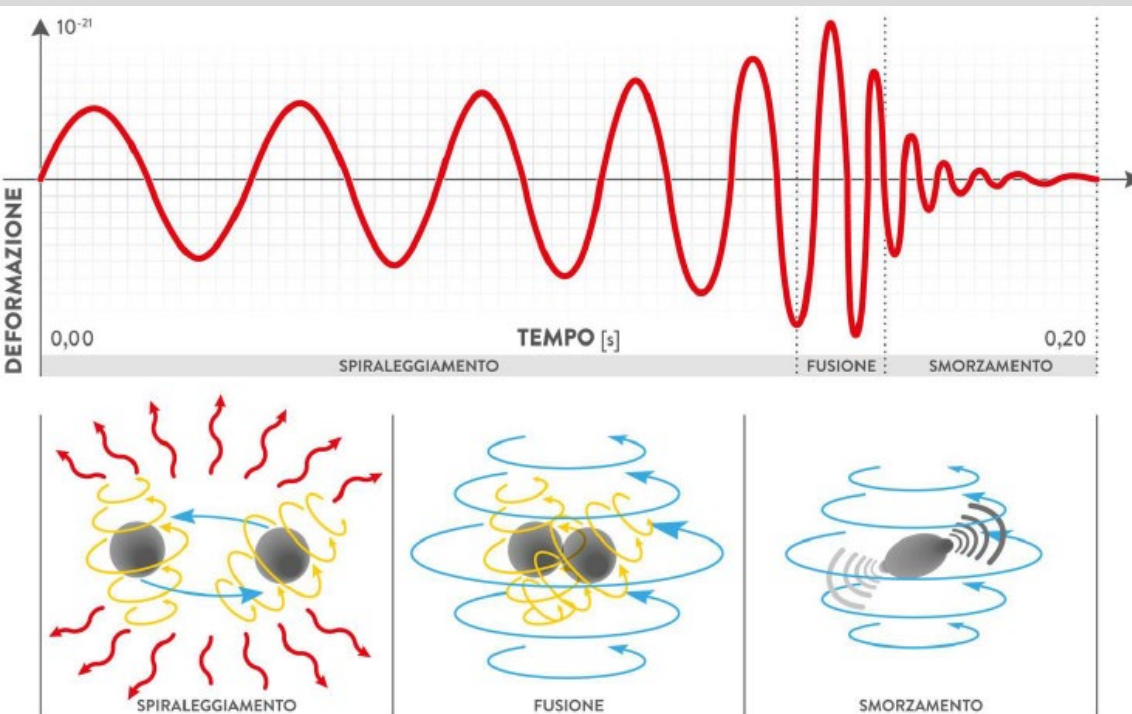 10-21
DEFORMAZIONE
0,00
TEMPO [s]
0,20
SPIRALEGGIAMENTO
FUSIONE
SMORZAMENTO
SPIRALEGGIAMENTO
FUSIONE
SMORZAMENTO